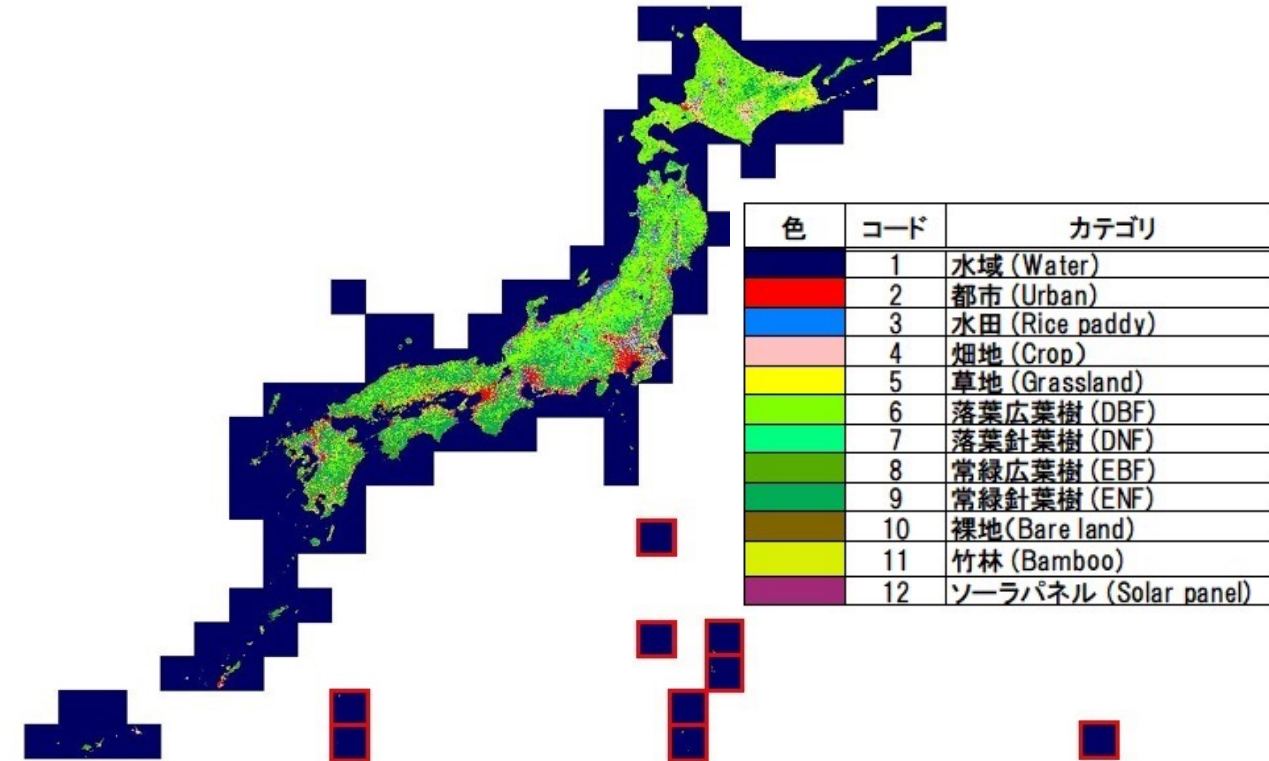 色 コード カテゴリ
1 水域 (Water)
2 都市 (Urban)
3 水田 (Rice paddy)
4 畑地 (Crop)
5 草地 (Grassland)
6 落葉広葉樹 (DBF)
7 落葉針葉樹 (DNF)
8 常緑広葉樹 (EBF)
9 常緑針葉樹 (ENF)
10 裸地(Bare land)
11 竹林 (Bamboo)
12 ソーラパネル (Solar panel)